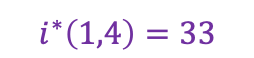 i*(1,4) = 33